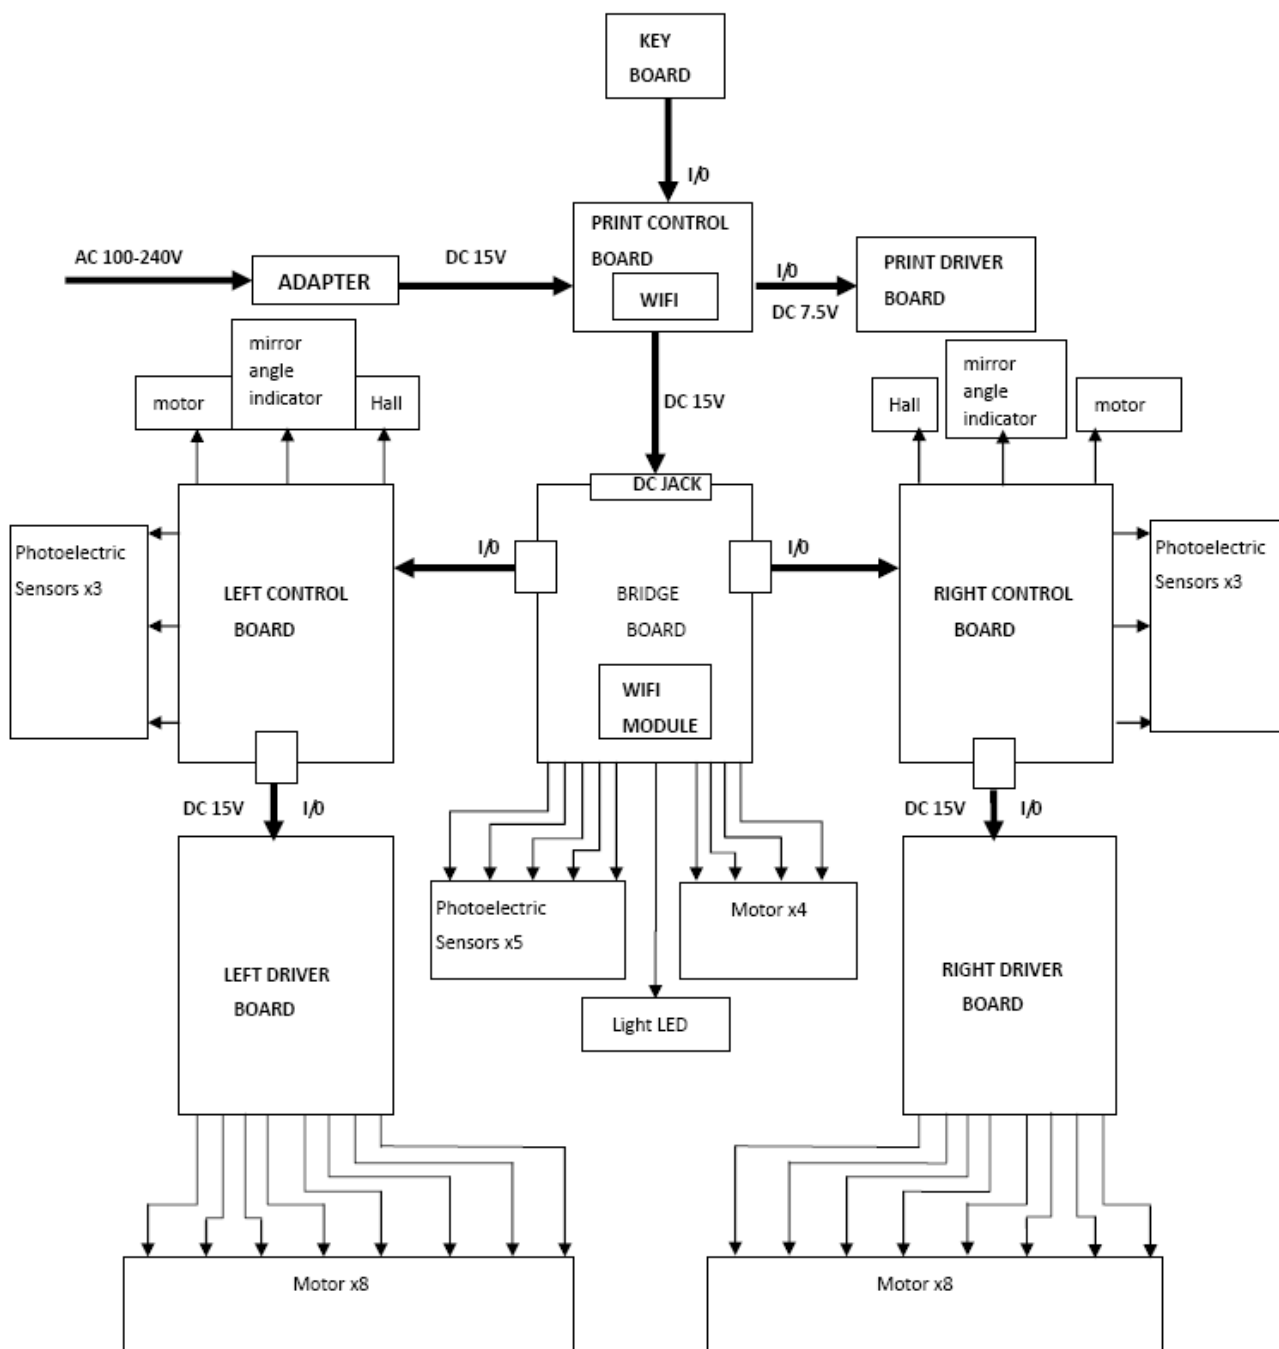 KEY
BOARD
I/0
PRINT CONTROL
BOARD
WIFI
AC 100-240V
ADAPTER
DC 15V
I/0
DC 7.5V
PRINT DRIVER
BOARD
mirror
angle
indicator
motor
Hall
DC 15V
Hall
mirror
angle
indicator
motor
DC JACK
Photoelectric
Sensors x3
LEFT CONTROL
BOARD
I/0
BRIDGE
BOARD
WIFI
MODULE
I/0
RIGHT CONTROL
BOARD
Photoelectric
Sensors x3
DC 15V
I/0
DC 15V
I/0
LEFT DRIVER
BOARD
Photoelectric
Sensors x5
Motor x4
Light LED
RIGHT DRIVER
BOARD
Motor x8
Motor x8